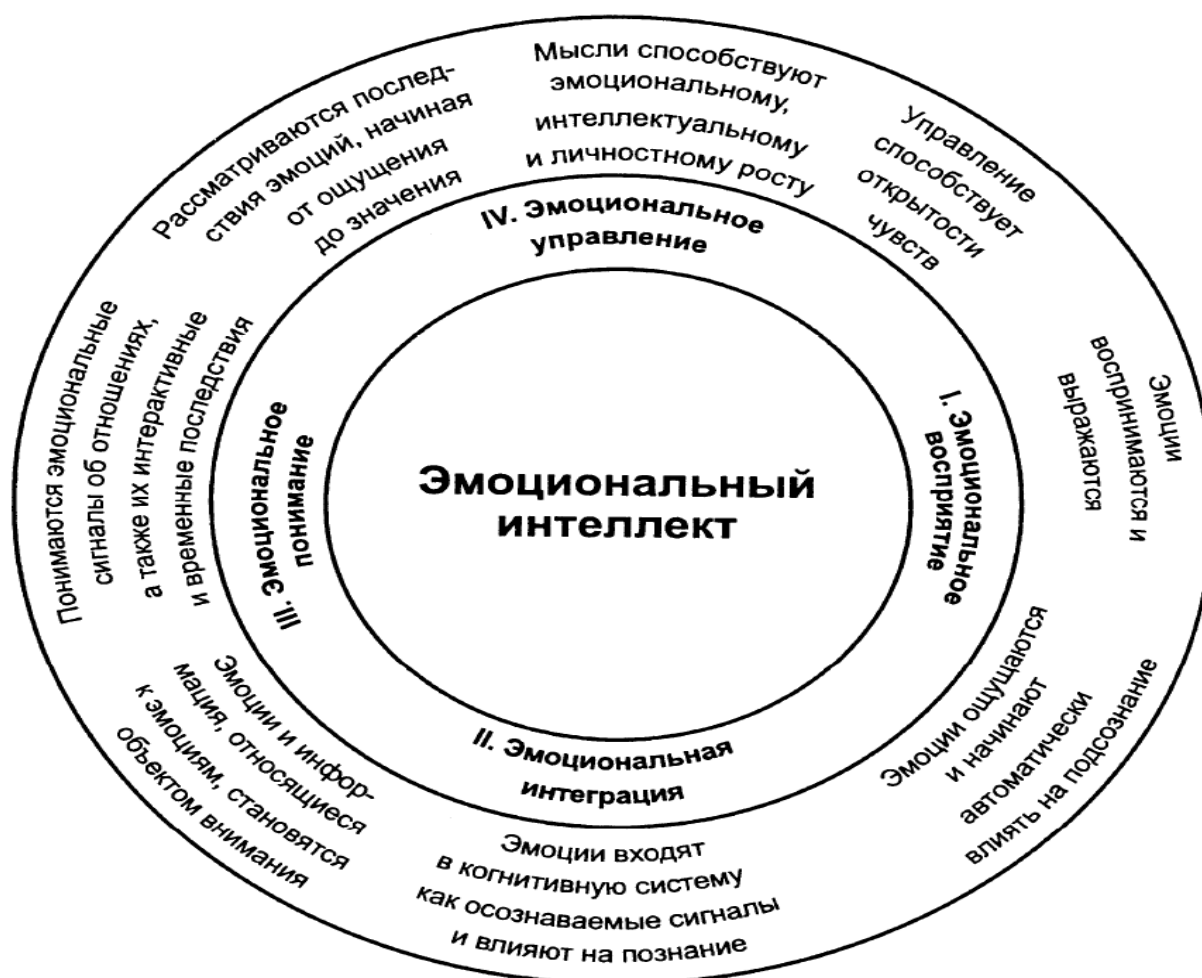 Рассматриваются послед-
ствия эмоций, начиная
от ощущения
до значения
Мысли способствуют
эмоциональному,
интеллектуальному
и личностному росту
Управление
способствует
открытости
чувств
IV. Эмоциональное
управление
Понимаются эмоциональные
сигналы об отношениях,
а также их интерактивные
и временные последствия
III. Эмоциональное
понимание
Эмоциональный
интеллект
I. Эмоциональное
восприятие
Эмоции
воспринимаются и
выражаются
Эмоции ощущаются
и начинают
автоматически
влиять на подсознание
II. Эмоциональная
интеграция
Эмоции входят
в когнитивную систему
как осознаваемые сигналы
и влияют на познание
Эмоции и инфор-
мация, относящиеся
к эмоциям, становятся
объектом внимания